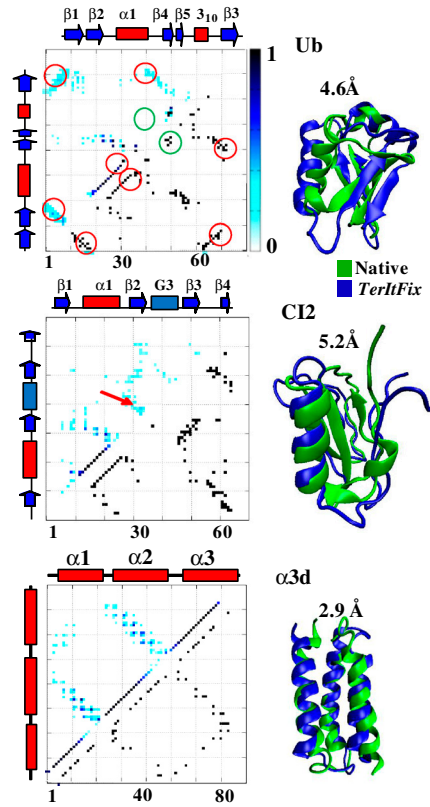 β1 β2 α1 β4 β5 3₁₀ β3
Ub
1
0
4.6Å
1 30 60
Native
TerItFix
β1 α1 β2 G3 β3 β4
CI2
5.2Å
1 30 60
α1 α2 α3
α3d
2.9 Å
1 40 80